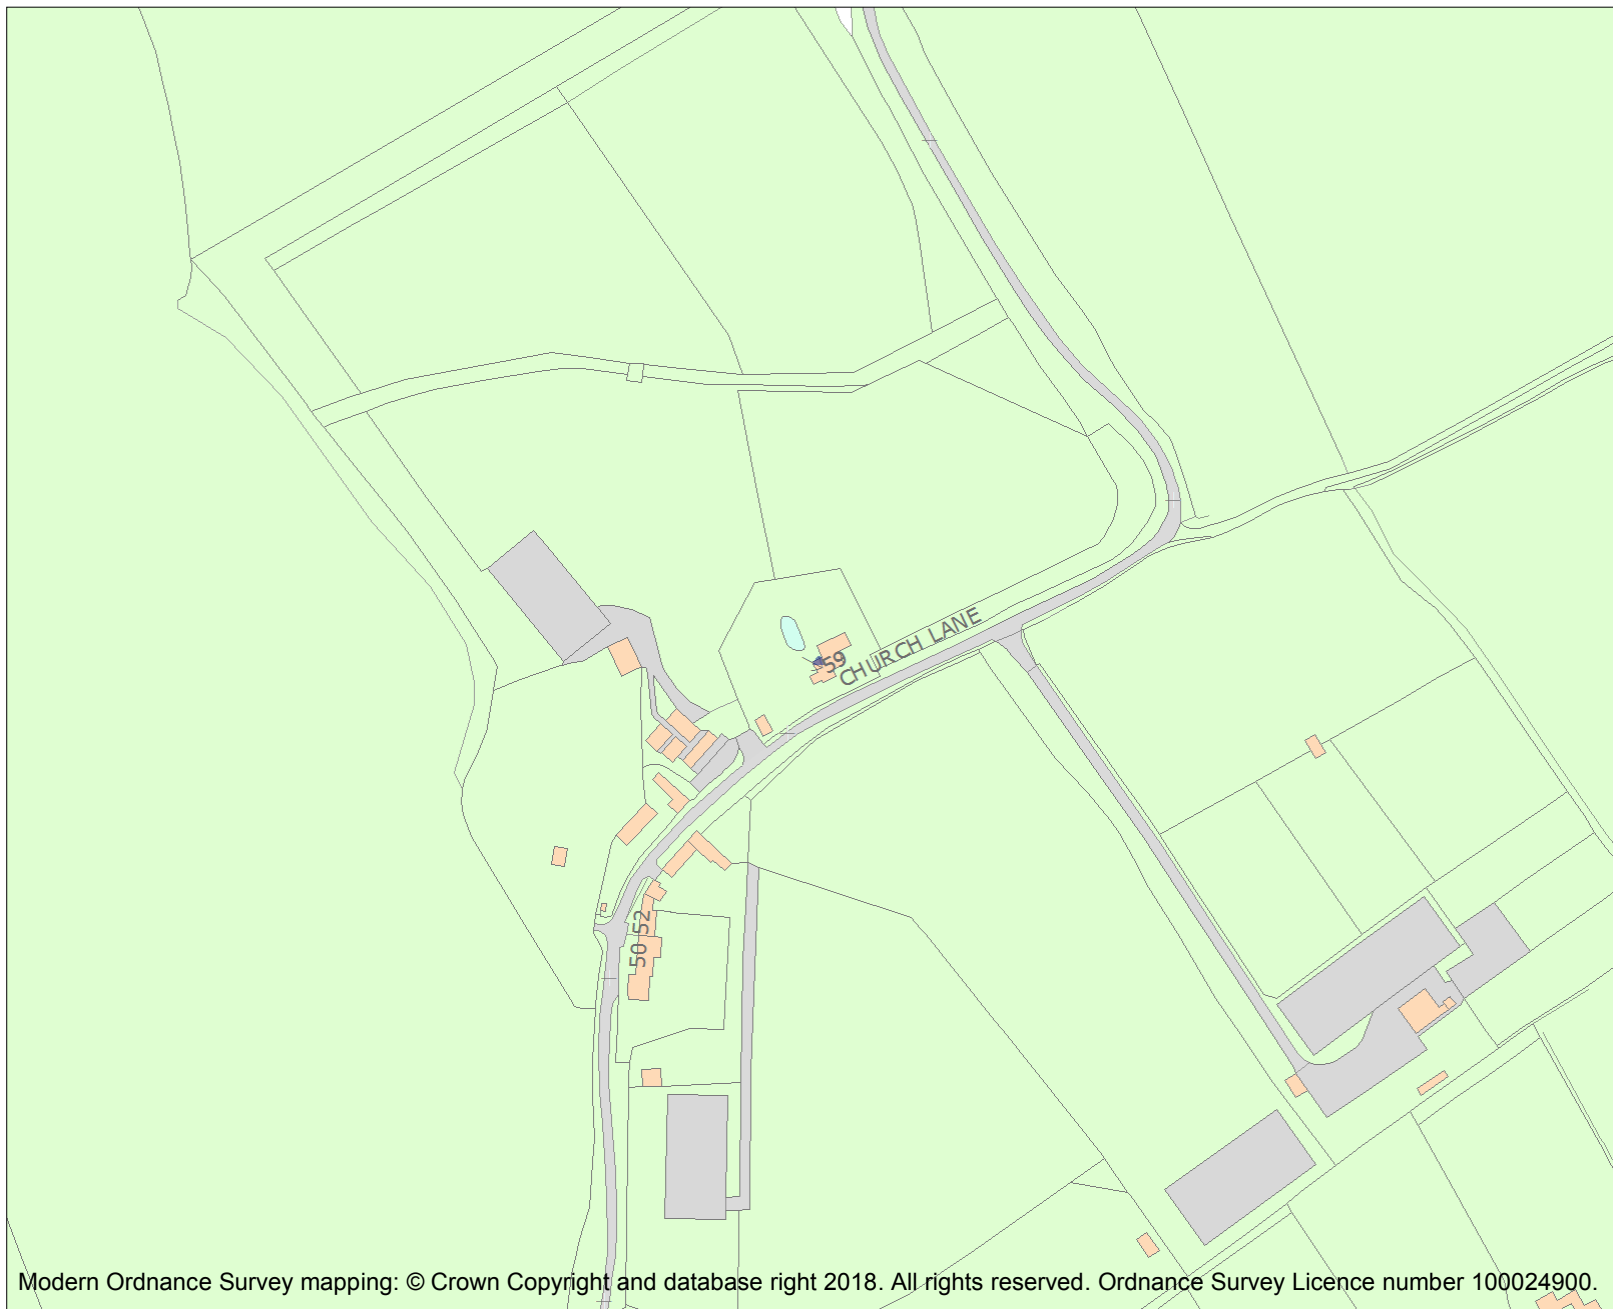 59
CHURCH LANE
50 52
Modern Ordnance Survey mapping: © Crown Copyright and database right 2018. All rights reserved. Ordnance Survey Licence number 100024900.